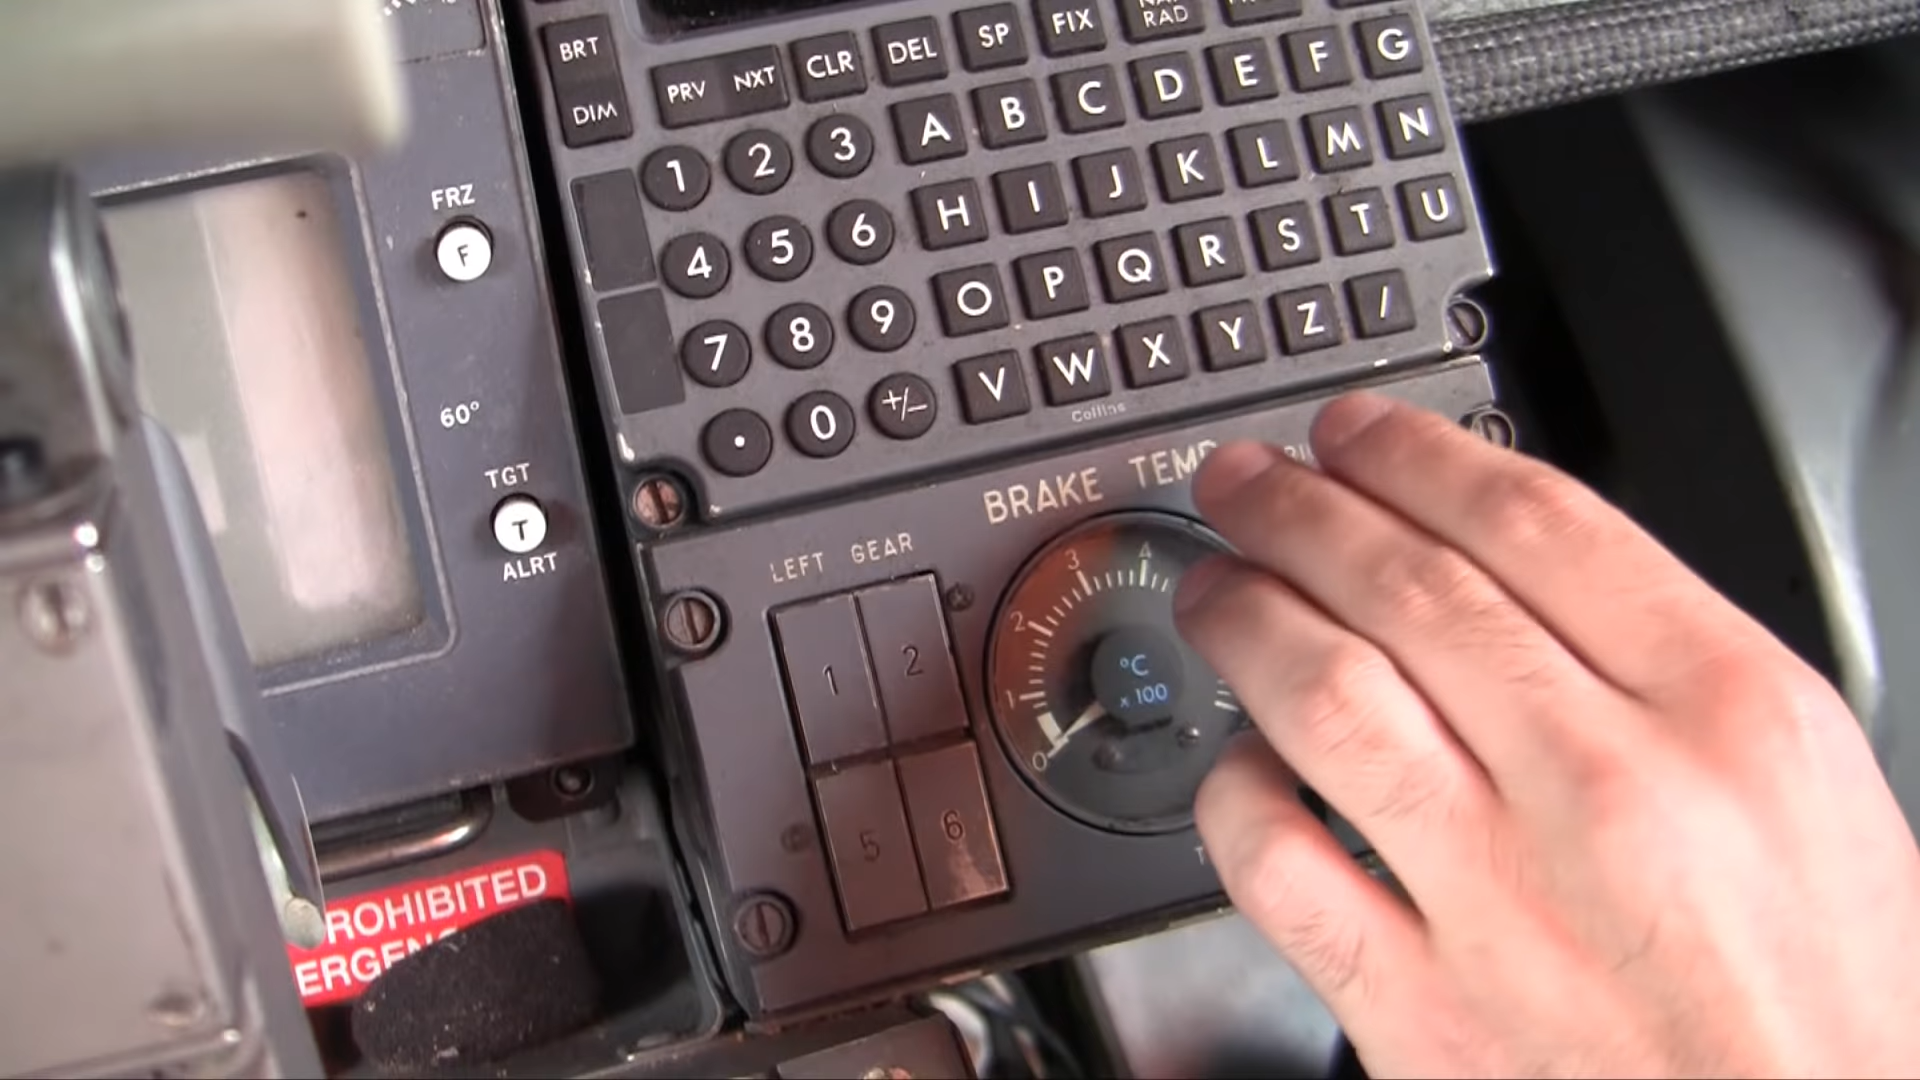 BRT
DIM
PRV NXT CLR DEL SP FIX
RAD
1 2 3 A B C D E F G
4 5 6 H I J K L M N
7 8 9 O P Q R S T U
. 0 +/- V W X Y Z /
Collins
FRZ
F
60°
TGT
T
ALRT
BRAKE TEMP
LEFT GEAR
1 2
5 6
0 1 2 3 4
°C
x 100
ROHIBITED